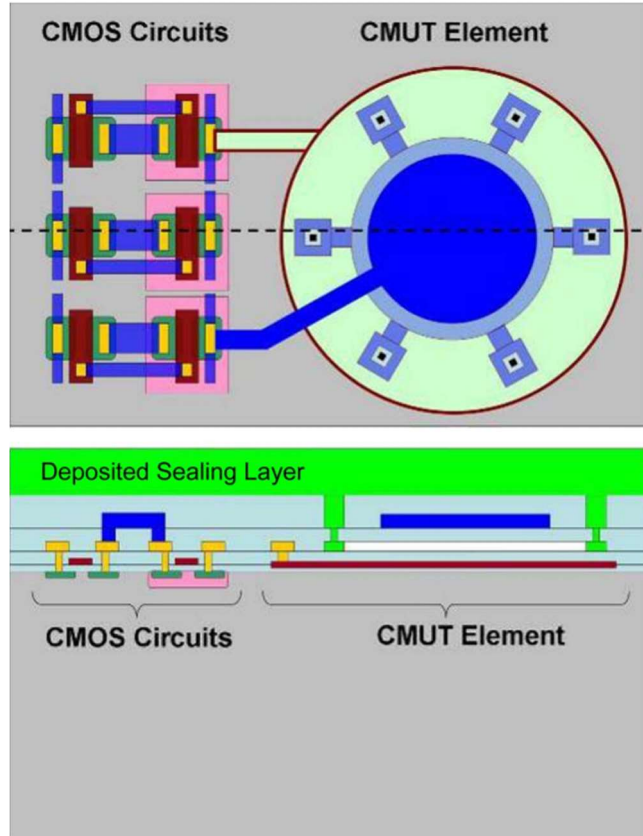 CMOS Circuits
CMUT Element
Deposited Sealing Layer
CMOS Circuits
CMUT Element